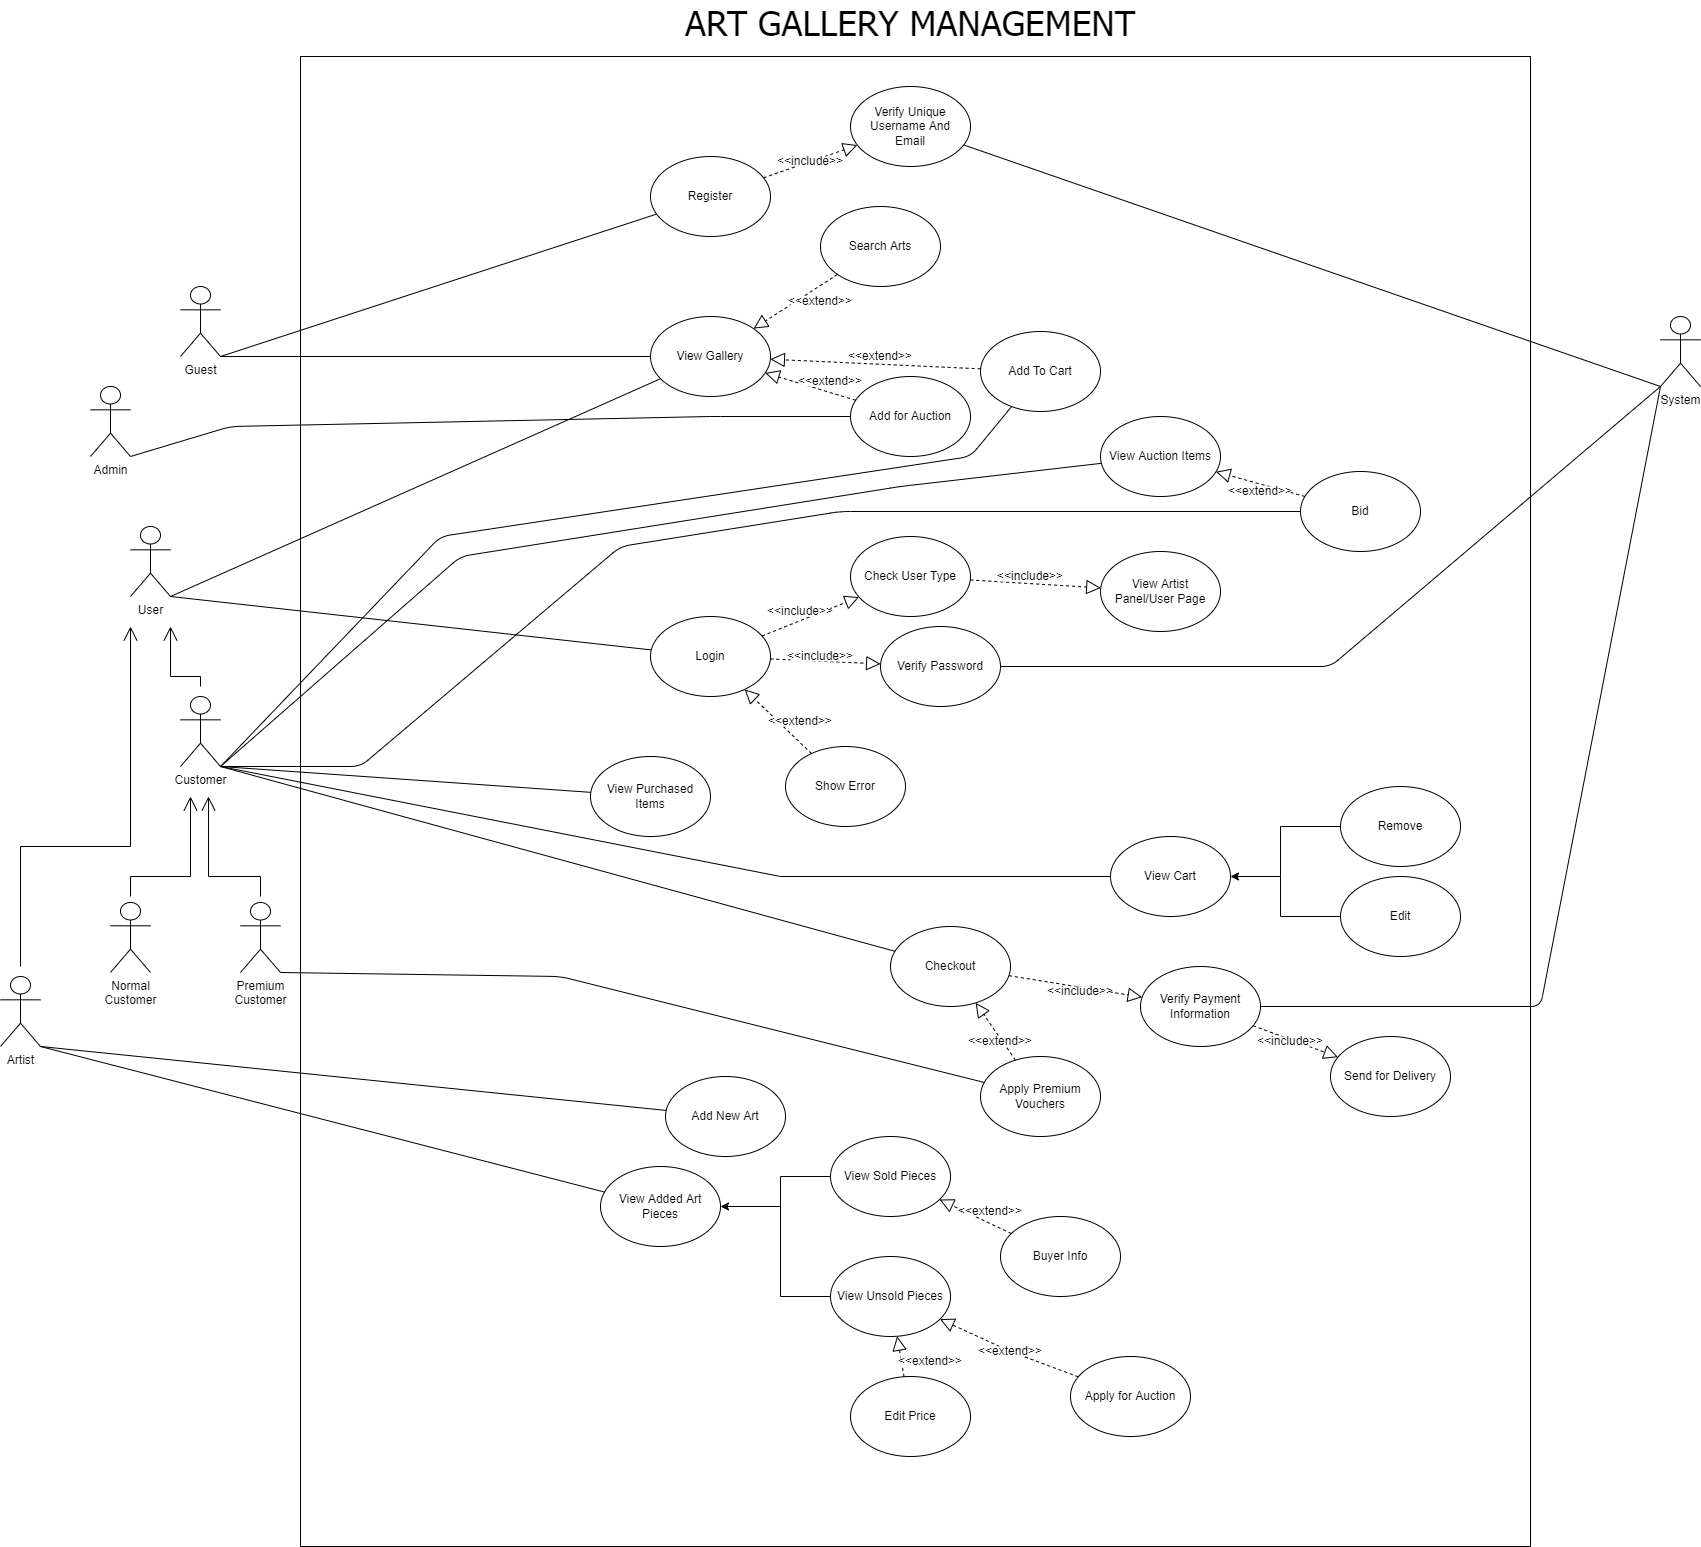 ART GALLERY MANAGEMENT
Verify Unique
Username And
Email
<<include>>
Register
Search Arts
<<extend>>
Guest
View Gallery
<<extend>>
Add To Cart
<<extend>>
Add for Auction
System
Admin
View Auction Items
<<extend>>
Bid
User
Check User Type
<<include>>
View Artist
Panel/User Page
<<include>>
Login
<<include>>
Verify Password
<<extend>>
Show Error
Customer
View Purchased
Items
Remove
View Cart
Edit
Normal
Customer
Premium
Customer
Checkout
<<include>>
Verify Payment
Information
<<include>>
Send for Delivery
<<extend>>
Apply Premium
Vouchers
Artist
Add New Art
View Added Art
Pieces
View Sold Pieces
<<extend>>
Buyer Info
View Unsold Pieces
<<extend>>
<<extend>>
Edit Price
Apply for Auction